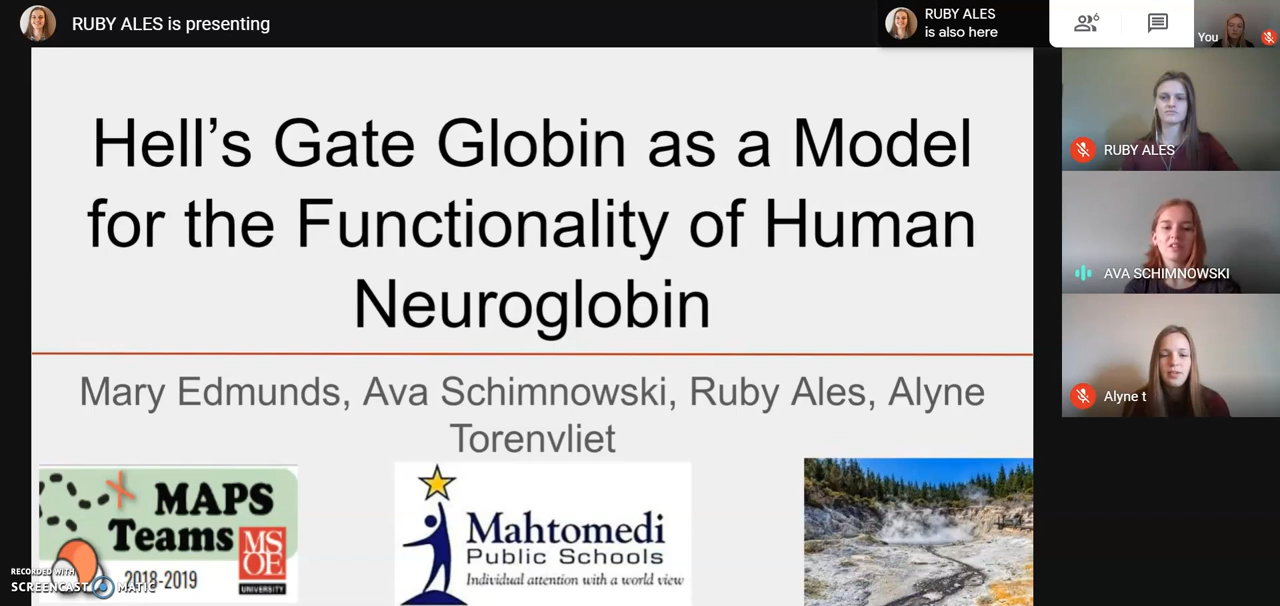 RUBY ALES is presenting
RUBY ALES
is also here
6
You
Hell's Gate Globin as a Model
for the Functionality of Human
Neuroglobin
Mary Edmunds, Ava Schimnowski, Ruby Ales, Alyne
Torenvliet
MAPS
Teams
2018-2019
MS
OE
UNIVERSITY
Mahtomedi
Public Schools
Individual attention with a world view
RECORDED WITH
SCREENCAST MATIC
RUBY ALES
AVA SCHIMNOWSKI
Alyne t